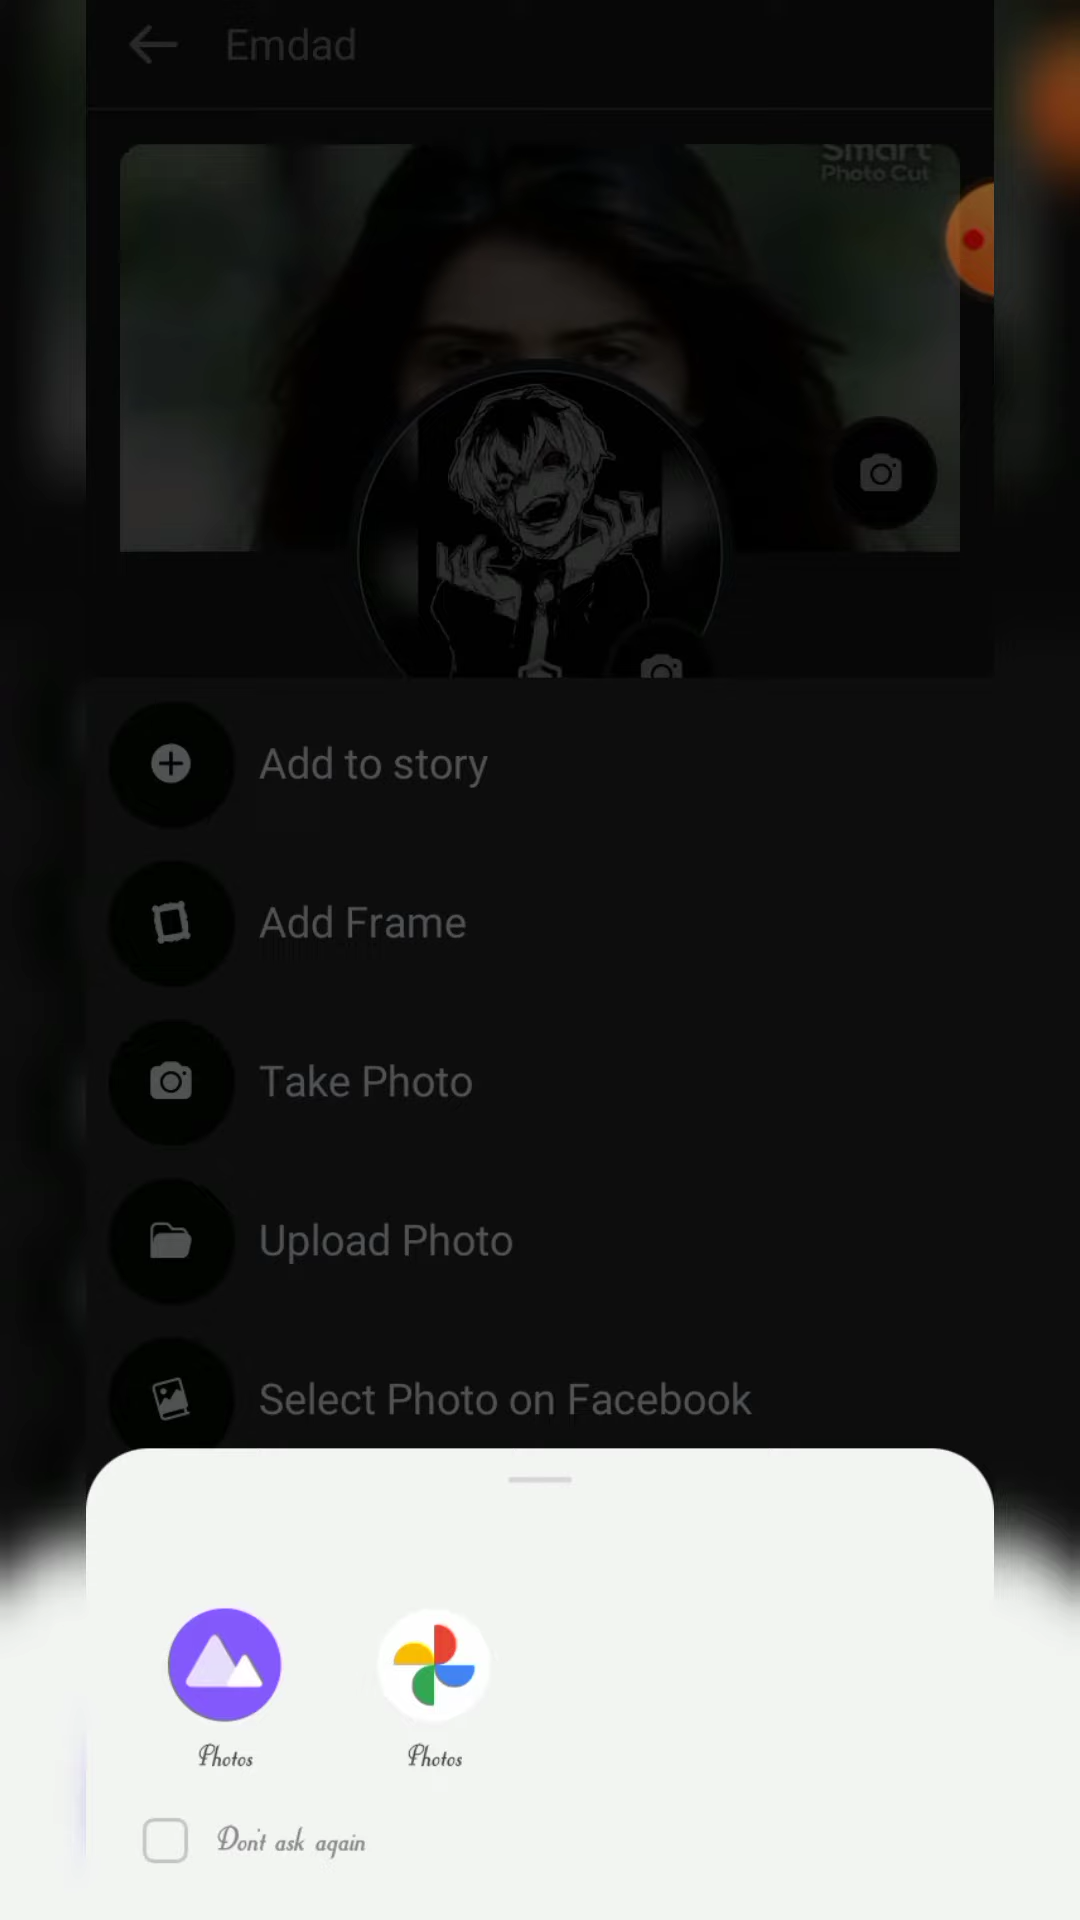 Emdad
Smart
Photo Cut
Add to story
Add Frame
Take Photo
Upload Photo
Select Photo on Facebook
Photos
Photos
Don't ask again